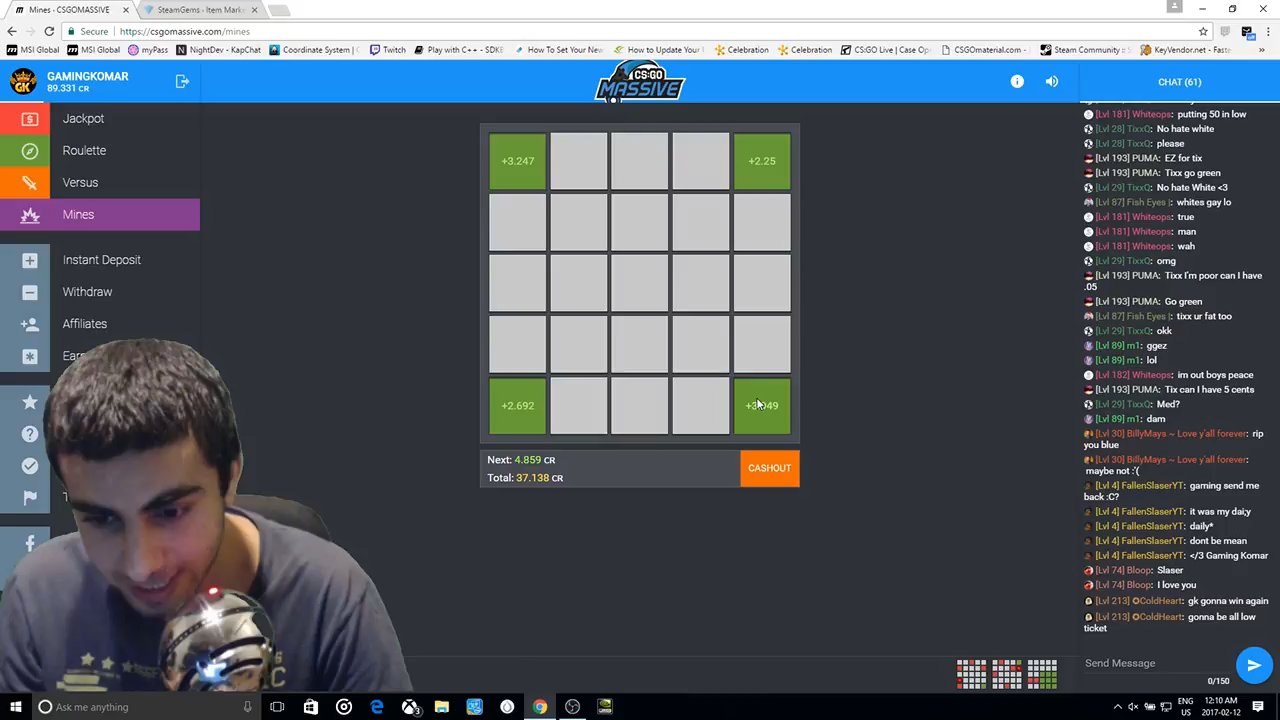 Mines - CSGOMASSIVE
SteamGems - Item Mark
Secure
https://csgomassive.com/mines
MSI Global
MSI Global
myPass
NightDev - KapChat
Coordinate System
Twitch
Play with C++ - SDKE
How To Set Your New
How to Update Your
Celebration
Celebration
CS:GO Live | Case Op
CSGOmaterial.com -
Steam Community ::
KeyVendor.net - Faste
GAMINGKOMAR
89.331 CR
CS:GO
MASSIVE
CHAT (61)
Jackpot
Roulette
Versus
Mines
Instant Deposit
Withdraw
Affiliates
+3.247
+2.25
+2.692
Next: 4.859 CR
Total: 37.138 CR
CASHOUT
[Lvl 181] Whiteops: putting 50 in low
[Lvl 28] TixxQ: No hate white
[Lvl 28] TixxQ: please
[Lvl 193] PUMA: EZ for tix
[Lvl 193] PUMA: Tixx go green
[Lvl 29] TixxQ: No hate White <3
[Lvl 87] Fish Eyes |: whites gay lo
[Lvl 181] Whiteops: true
[Lvl 181] Whiteops: man
[Lvl 181] Whiteops: wah
[Lvl 29] TixxQ: omg
[Lvl 193] PUMA: Tixx I'm poor can I have
.05
[Lvl 193] PUMA: Go green
[Lvl 87] Fish Eyes |: tixx ur fat too
[Lvl 29] TixxQ: okk
[Lvl 89] m1: ggez
[Lvl 89] m1: lol
[Lvl 182] Whiteops: im out boys peace
[Lvl 193] PUMA: Tix can I have 5 cents
[Lvl 29] TixxQ: Med?
[Lvl 89] m1: dam
[Lvl 30] BillyMays ~ Love y'all forever: rip
you blue
[Lvl 30] BillyMays ~ Love y'all forever:
maybe not :'(
[Lvl 4] FallenSlaserYT: gaming send me
back :C?
[Lvl 4] FallenSlaserYT: it was my dai;y
[Lvl 4] FallenSlaserYT: daily*
[Lvl 4] FallenSlaserYT: dont be mean
[Lvl 4] FallenSlaserYT: </3 Gaming Komar
[Lvl 74] Bloop: Slaser
[Lvl 74] Bloop: I love you
[Lvl 213] ✪ColdHeart: gk gonna win again
[Lvl 213] ✪ColdHeart: gonna be all low
ticket
Send Message
0/150
Ask me anything
ENG
US
12:10 AM
2017-02-12